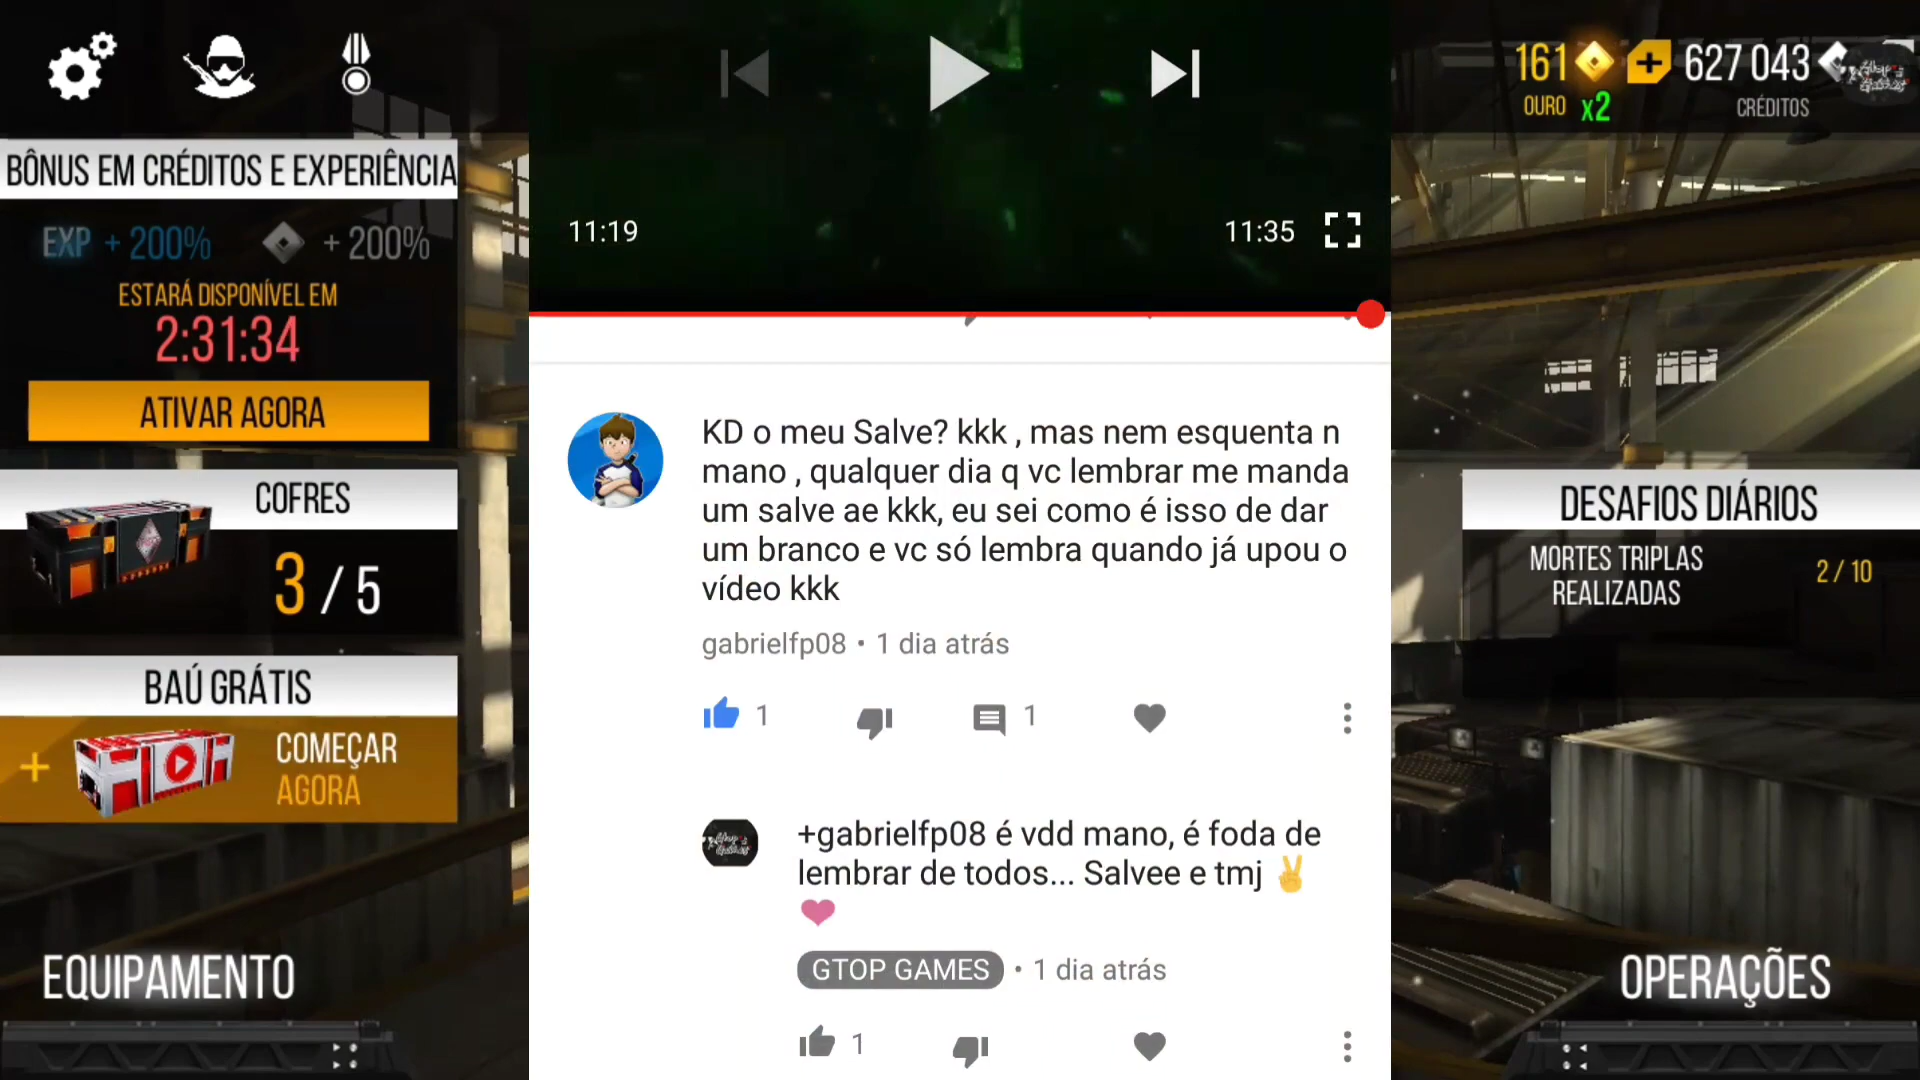 161
OURO x2
627 043
CRÉDITOS
BÔNUS EM CRÉDITOS E EXPERIÊNCIA
EXP + 200% + 200%
ESTARÁ DISPONÍVEL EM
2:31:34
ATIVAR AGORA
COFRES
3 / 5
BAÚ GRÁTIS
+ COMEÇAR
AGORA
EQUIPAMENTO
11:19 11:35
KD o meu Salve? kkk , mas nem esquenta n
mano , qualquer dia q vc lembrar me manda
um salve ae kkk, eu sei como é isso de dar
um branco e vc só lembra quando já upou o
vídeo kkk
gabrielfp08 • 1 dia atrás
1 1
+gabrielfp08 é vdd mano, é foda de
lembrar de todos... Salvee e tmj ✌
❤
GTOP GAMES • 1 dia atrás
1
DESAFIOS DIÁRIOS
MORTES TRIPLAS
REALIZADAS
2 / 10
OPERAÇÕES